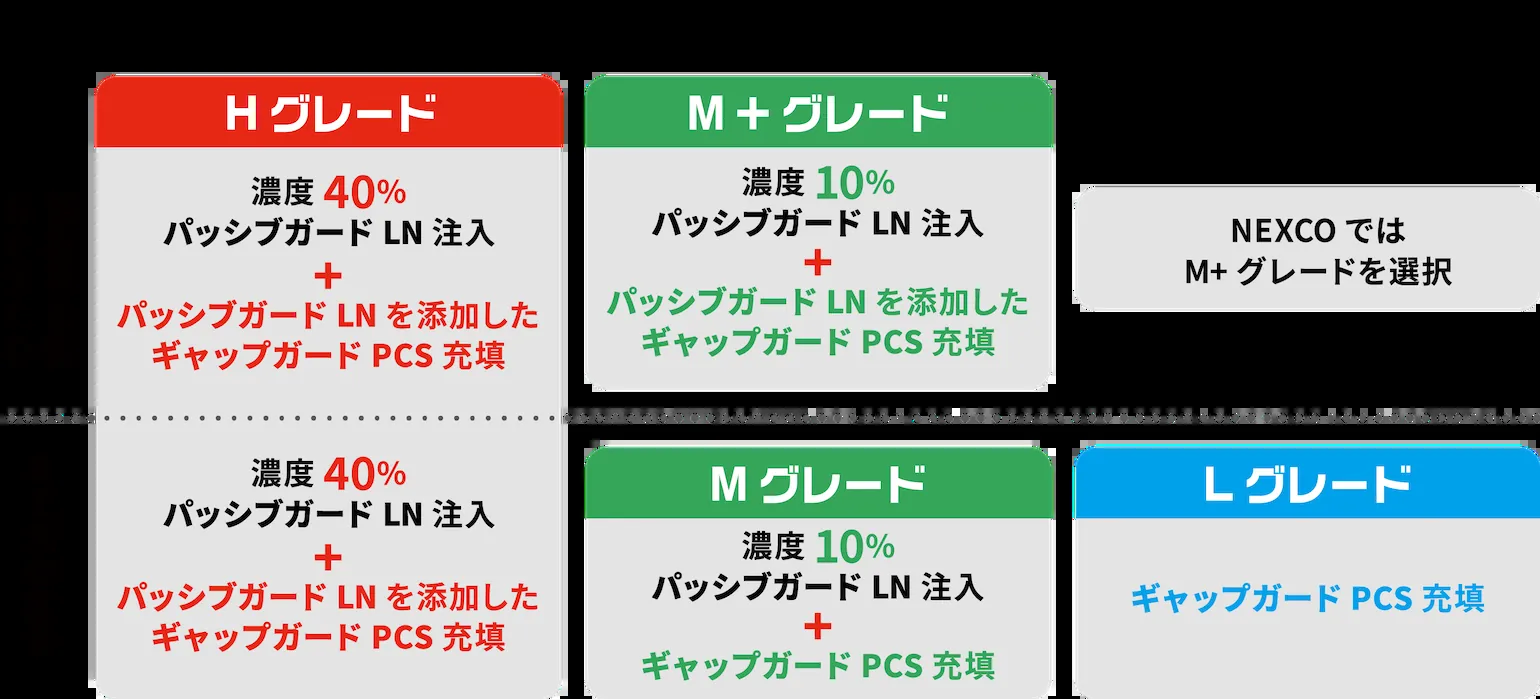 H グレード
濃度 40%
パッシブガード LN 注入
+
パッシブガード LN を添加した
ギャップガード PCS 充填
M + グレード
濃度 10%
パッシブガード LN 注入
+
パッシブガード LN を添加した
ギャップガード PCS 充填
NEXCO では
M+ グレードを選択
濃度 40%
パッシブガード LN 注入
+
パッシブガード LN を添加した
ギャップガード PCS 充填
M グレード
濃度 10%
パッシブガード LN 注入
+
ギャップガード PCS 充填
L グレード
ギャップガード PCS 充填